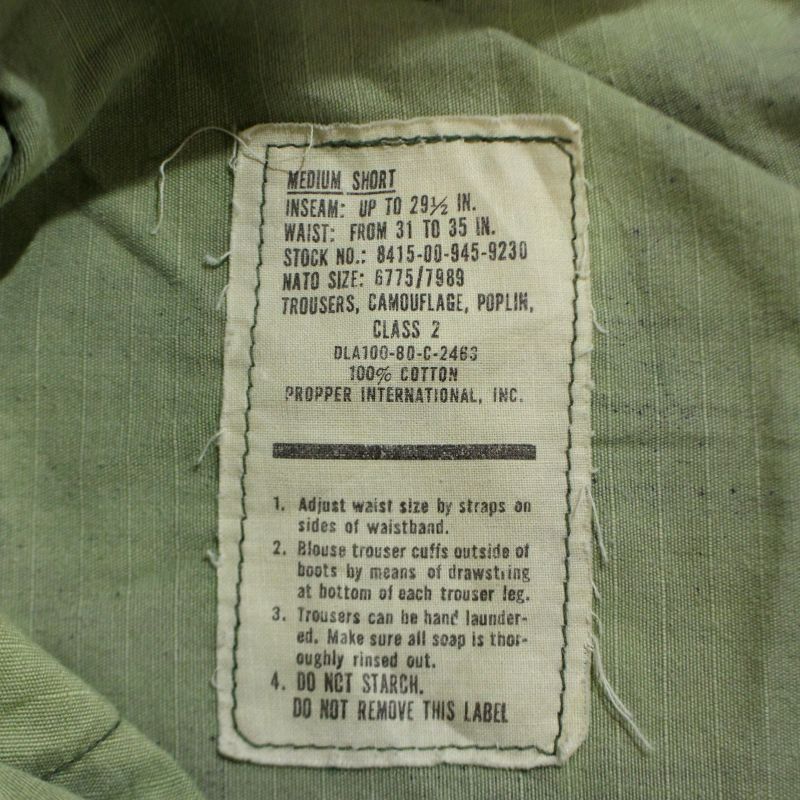 MEDIUM SHORT
INSEAM: UP TO 29½ IN.
WAIST: FROM 31 TO 35 IN.
STOCK NO.: 8415-00-945-9230
NATO SIZE: 6775/7989
TROUSERS, CAMOUFLAGE, POPLIN,
CLASS 2
DLA100-80-C-2463
100% COTTON
PROPPER INTERNATIONAL, INC.
1. Adjust waist size by straps on
sides of waistband.
2. Blouse trouser cuffs outside of
boots by means of drawstring
at bottom of each trouser leg.
3. Trousers can be hand launder-
ed. Make sure all soap is thor-
oughly rinsed out.
4. DO NOT STARCH.
DO NOT REMOVE THIS LABEL